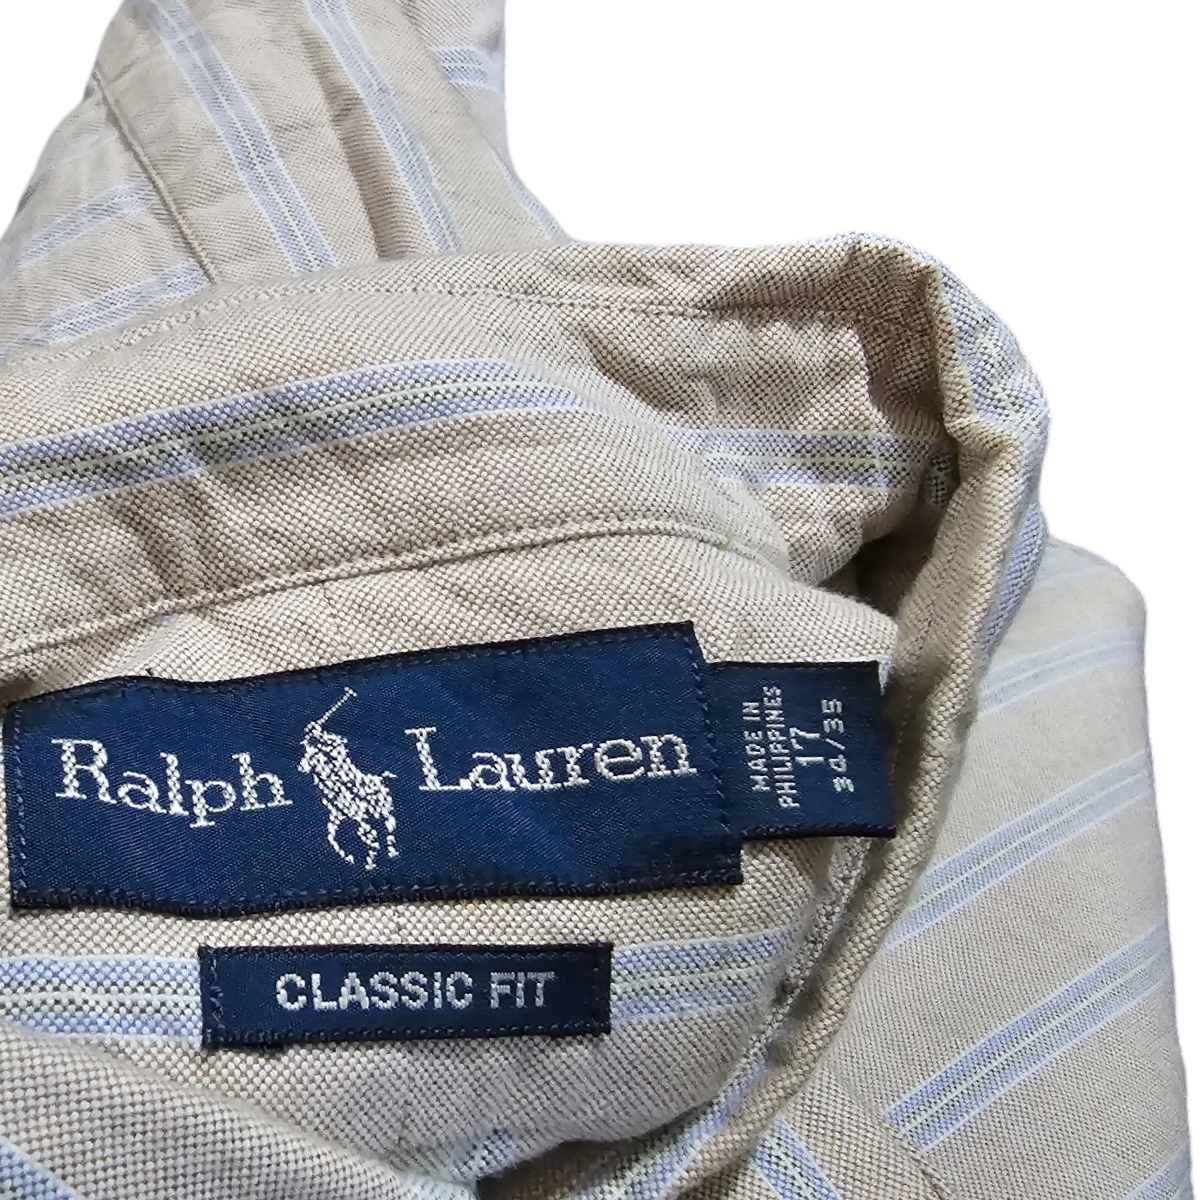 Ralph Lauren
MADE IN
PHILIPPINES
17
34/35
CLASSIC FIT